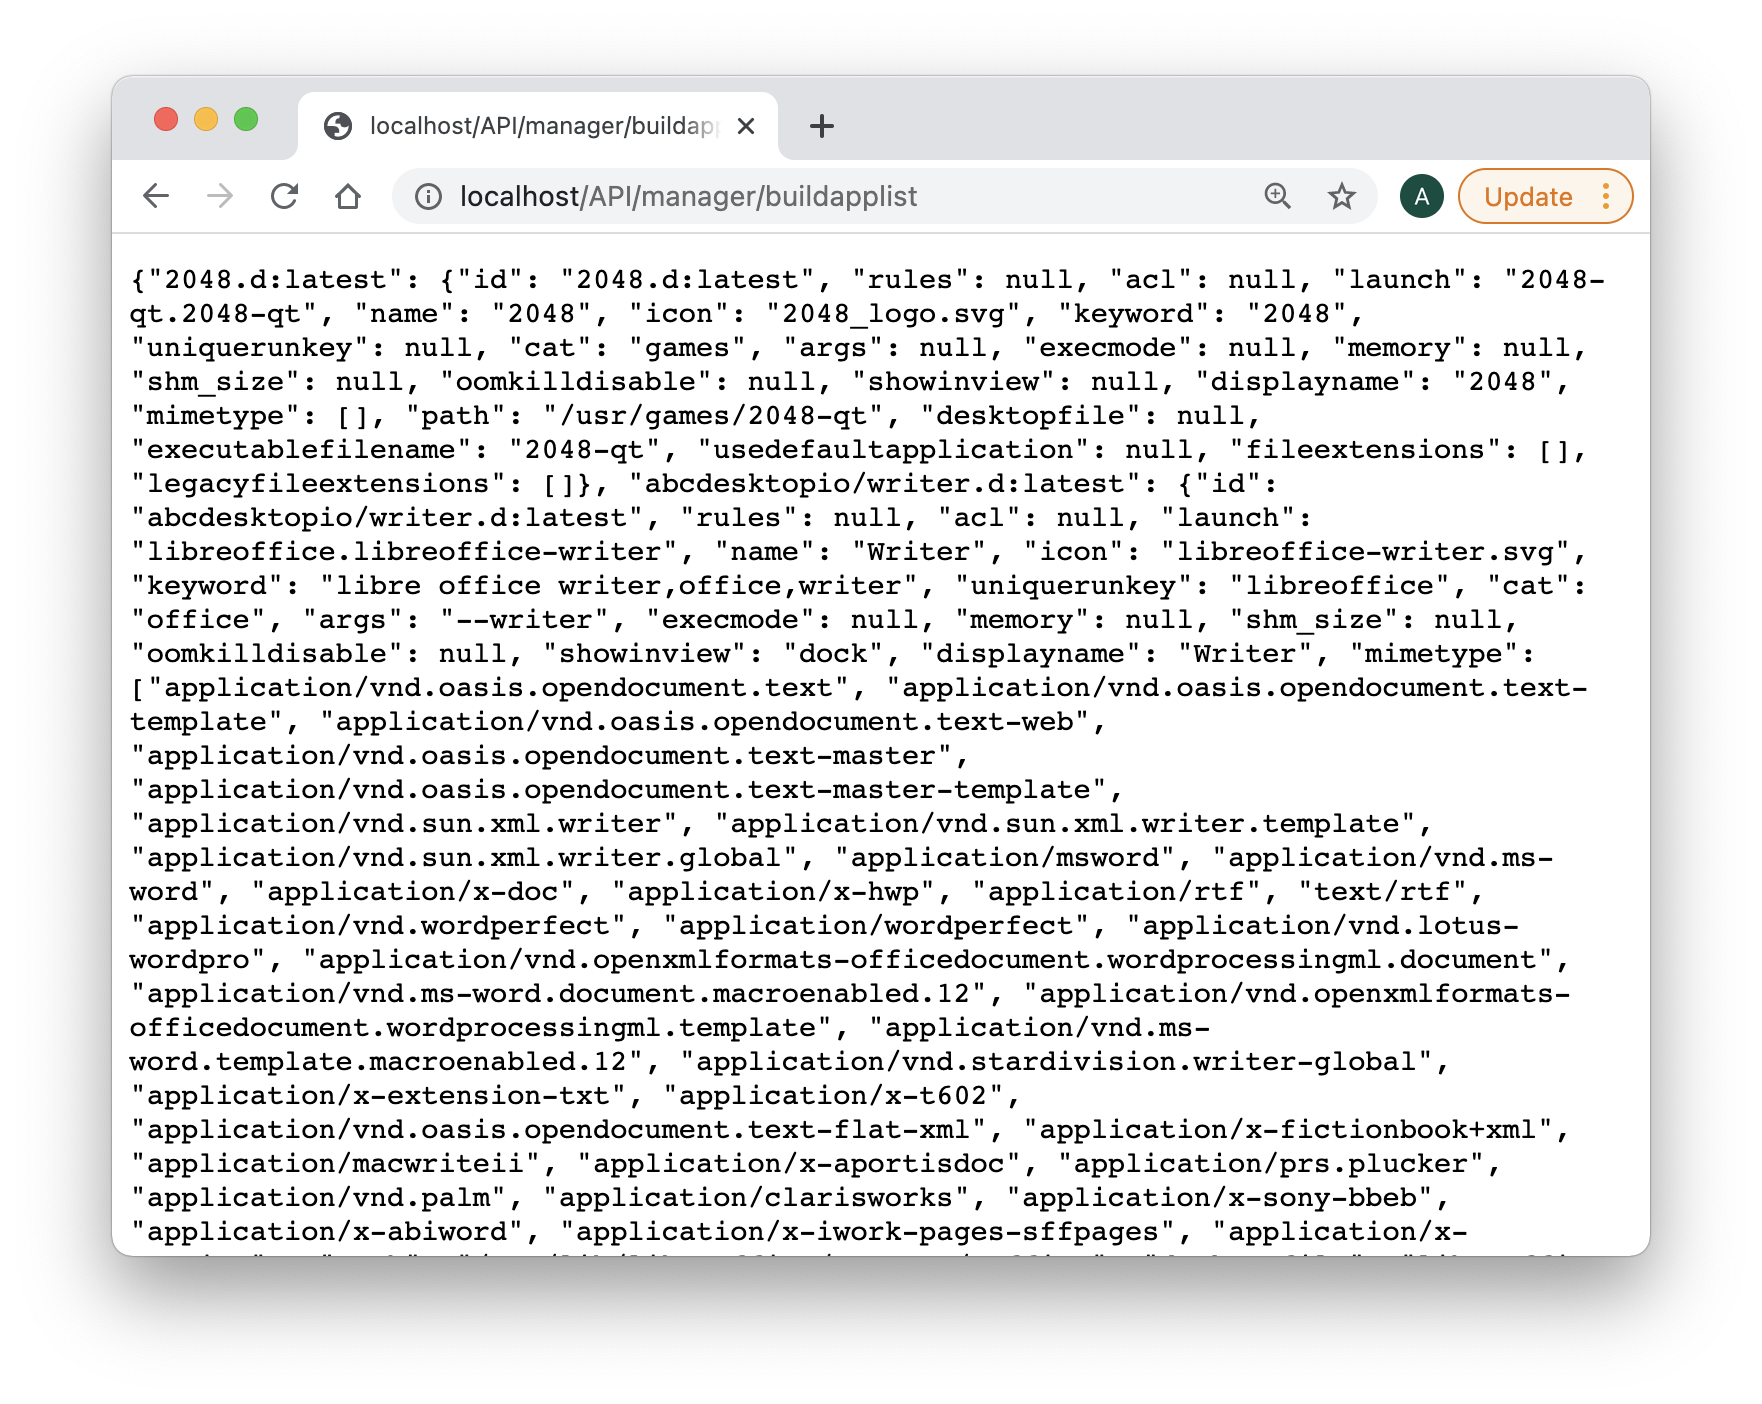 localhost/API/manager/buildap
localhost/API/manager/buildapplist
A
Update
{"2048.d:latest": {"id": "2048.d:latest", "rules": null, "acl": null, "launch": "2048-
qt.2048-qt", "name": "2048", "icon": "2048_logo.svg", "keyword": "2048",
"uniquerunkey": null, "cat": "games", "args": null, "execmode": null, "memory": null,
"shm_size": null, "oomkilldisable": null, "showinview": null, "displayname": "2048",
"mimetype": [], "path": "/usr/games/2048-qt", "desktopfile": null,
"executablefilename": "2048-qt", "usedefaultapplication": null, "fileextensions": [],
"legacyfileextensions": []}, "abcdesktopio/writer.d:latest": {"id":
"abcdesktopio/writer.d:latest", "rules": null, "acl": null, "launch":
"libreoffice.libreoffice-writer", "name": "Writer", "icon": "libreoffice-writer.svg",
"keyword": "libre office writer,office,writer", "uniquerunkey": "libreoffice", "cat":
"office", "args": "--writer", "execmode": null, "memory": null, "shm_size": null,
"oomkilldisable": null, "showinview": "dock", "displayname": "Writer", "mimetype":
["application/vnd.oasis.opendocument.text", "application/vnd.oasis.opendocument.text-
template", "application/vnd.oasis.opendocument.text-web",
"application/vnd.oasis.opendocument.text-master",
"application/vnd.oasis.opendocument.text-master-template",
"application/vnd.sun.xml.writer", "application/vnd.sun.xml.writer.template",
"application/vnd.sun.xml.writer.global", "application/msword", "application/vnd.ms-
word", "application/x-doc", "application/x-hwp", "application/rtf", "text/rtf",
"application/vnd.wordperfect", "application/wordperfect", "application/vnd.lotus-
wordpro", "application/vnd.openxmlformats-officedocument.wordprocessingml.document",
"application/vnd.ms-word.document.macroenabled.12", "application/vnd.openxmlformats-
officedocument.wordprocessingml.template", "application/vnd.ms-
word.template.macroenabled.12", "application/vnd.stardivision.writer-global",
"application/x-extension-txt", "application/x-t602",
"application/vnd.oasis.opendocument.text-flat-xml", "application/x-fictionbook+xml",
"application/macwriteii", "application/x-aportisdoc", "application/prs.plucker",
"application/vnd.palm", "application/clarisworks", "application/x-sony-bbeb",
"application/x-abiword", "application/x-iwork-pages-sffpages", "application/x-